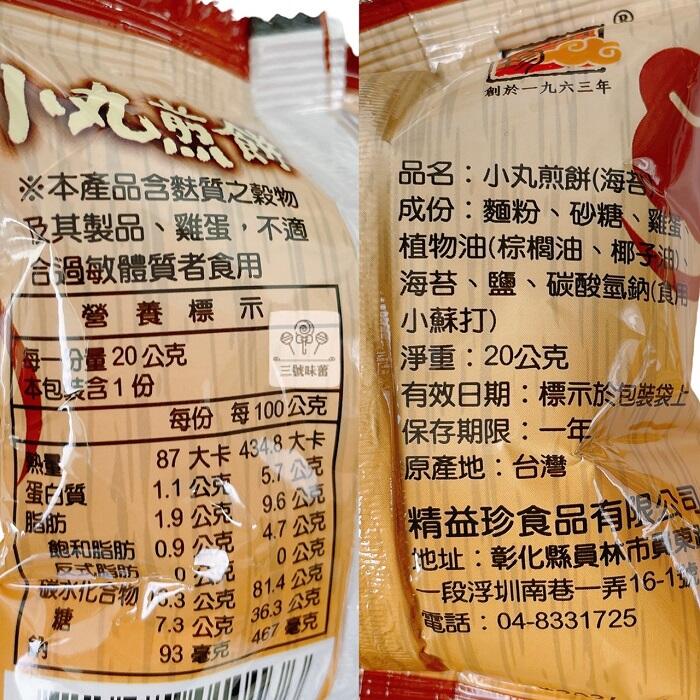 小丸煎餅
※本產品含麩質之穀物
及其製品、雞蛋，不適
合過敏體質者食用
營養標示
每一份量 20 公克
本包裝含 1 份
每份 每 100 公克
熱量 87 大卡 434.8 大卡
蛋白質 1.1 公克 5.7 公克
脂肪 1.9 公克 9.6 公克
飽和脂肪 0.9 公克 4.7 公克
反式脂肪 0 公克 0 公克
碳水化合物 公克 81.4 公克
糖 7.3 公克 36.3 公克
鈉 93 毫克 467 毫克
三號味蕾
®
創於一九六三年
品名：小丸煎餅(海苔
成份：麵粉、砂糖、雞蛋、
植物油(棕櫚油、椰子油)、
海苔、鹽、碳酸氫鈉(食用
小蘇打)
淨重：20公克
有效日期：標示於包裝袋上
保存期限：一年
原產地：台灣
精益珍食品有限公司
地址：彰化縣員林市員東
一段浮圳南巷一弄16-1號
電話：04-8331725